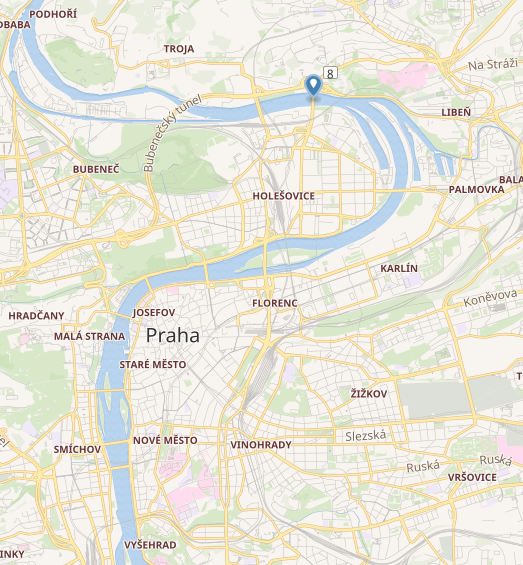 PODHOŘÍ
OBABA
TROJA
8
Na Stráži
Bubenečský tunel
LIBEŇ
BUBENEČ
HOLEŠOVICE
PALMOVKA
BALA
KARLÍN
Koněvova
HRADČANY
JOSEFOV
FLORENC
MALÁ STRANA
Praha
STARÉ MĚSTO
ŽIŽKOV
T
SMÍCHOV
NOVÉ MĚSTO
VINOHRADY
Slezská
Ruská
Ruská
VRŠOVICE
VYŠEHRAD
INKY